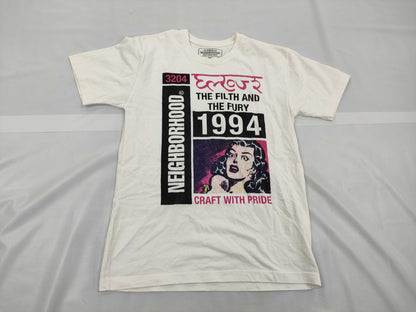 3204
THE FILTH AND
THE FURY
1994
NEIGHBORHOOD®
CRAFT WITH PRIDE